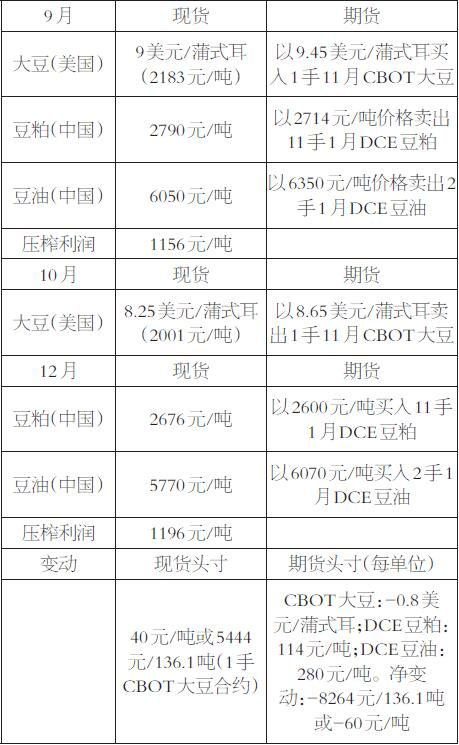 9月 现货 期货
大豆(美国) 9美元/蒲式耳 以9.45美元/蒲式耳买
(2183元/吨) 入1手11月CBOT大豆
豆粕(中国) 2790元/吨 以2714元/吨价格卖出
11手1月DCE豆粕
豆油(中国) 6050元/吨 以6350元/吨价格卖出2
手1月DCE豆油
压榨利润 1156元/吨
10月 现货 期货
大豆(美国) 8.25美元/蒲式耳 以8.65美元/蒲式耳卖
(2001元/吨) 出1手11月CBOT大豆
12月 现货 期货
豆粕(中国) 2676元/吨 以2600元/吨买入11手
1月DCE豆粕
豆油(中国) 5770元/吨 以6070元/吨买入2手1
月DCE豆油
压榨利润 1196元/吨
变动 现货头寸 期货头寸(每单位)
40元/吨或5444
元/136.1吨(1手
CBOT大豆合约)
CBOT大豆:-0.8美
元/蒲式耳;DCE豆粕:
114元/吨;DCE豆油:
280元/吨。净变
动:-8264元/136.1吨
或-60元/吨